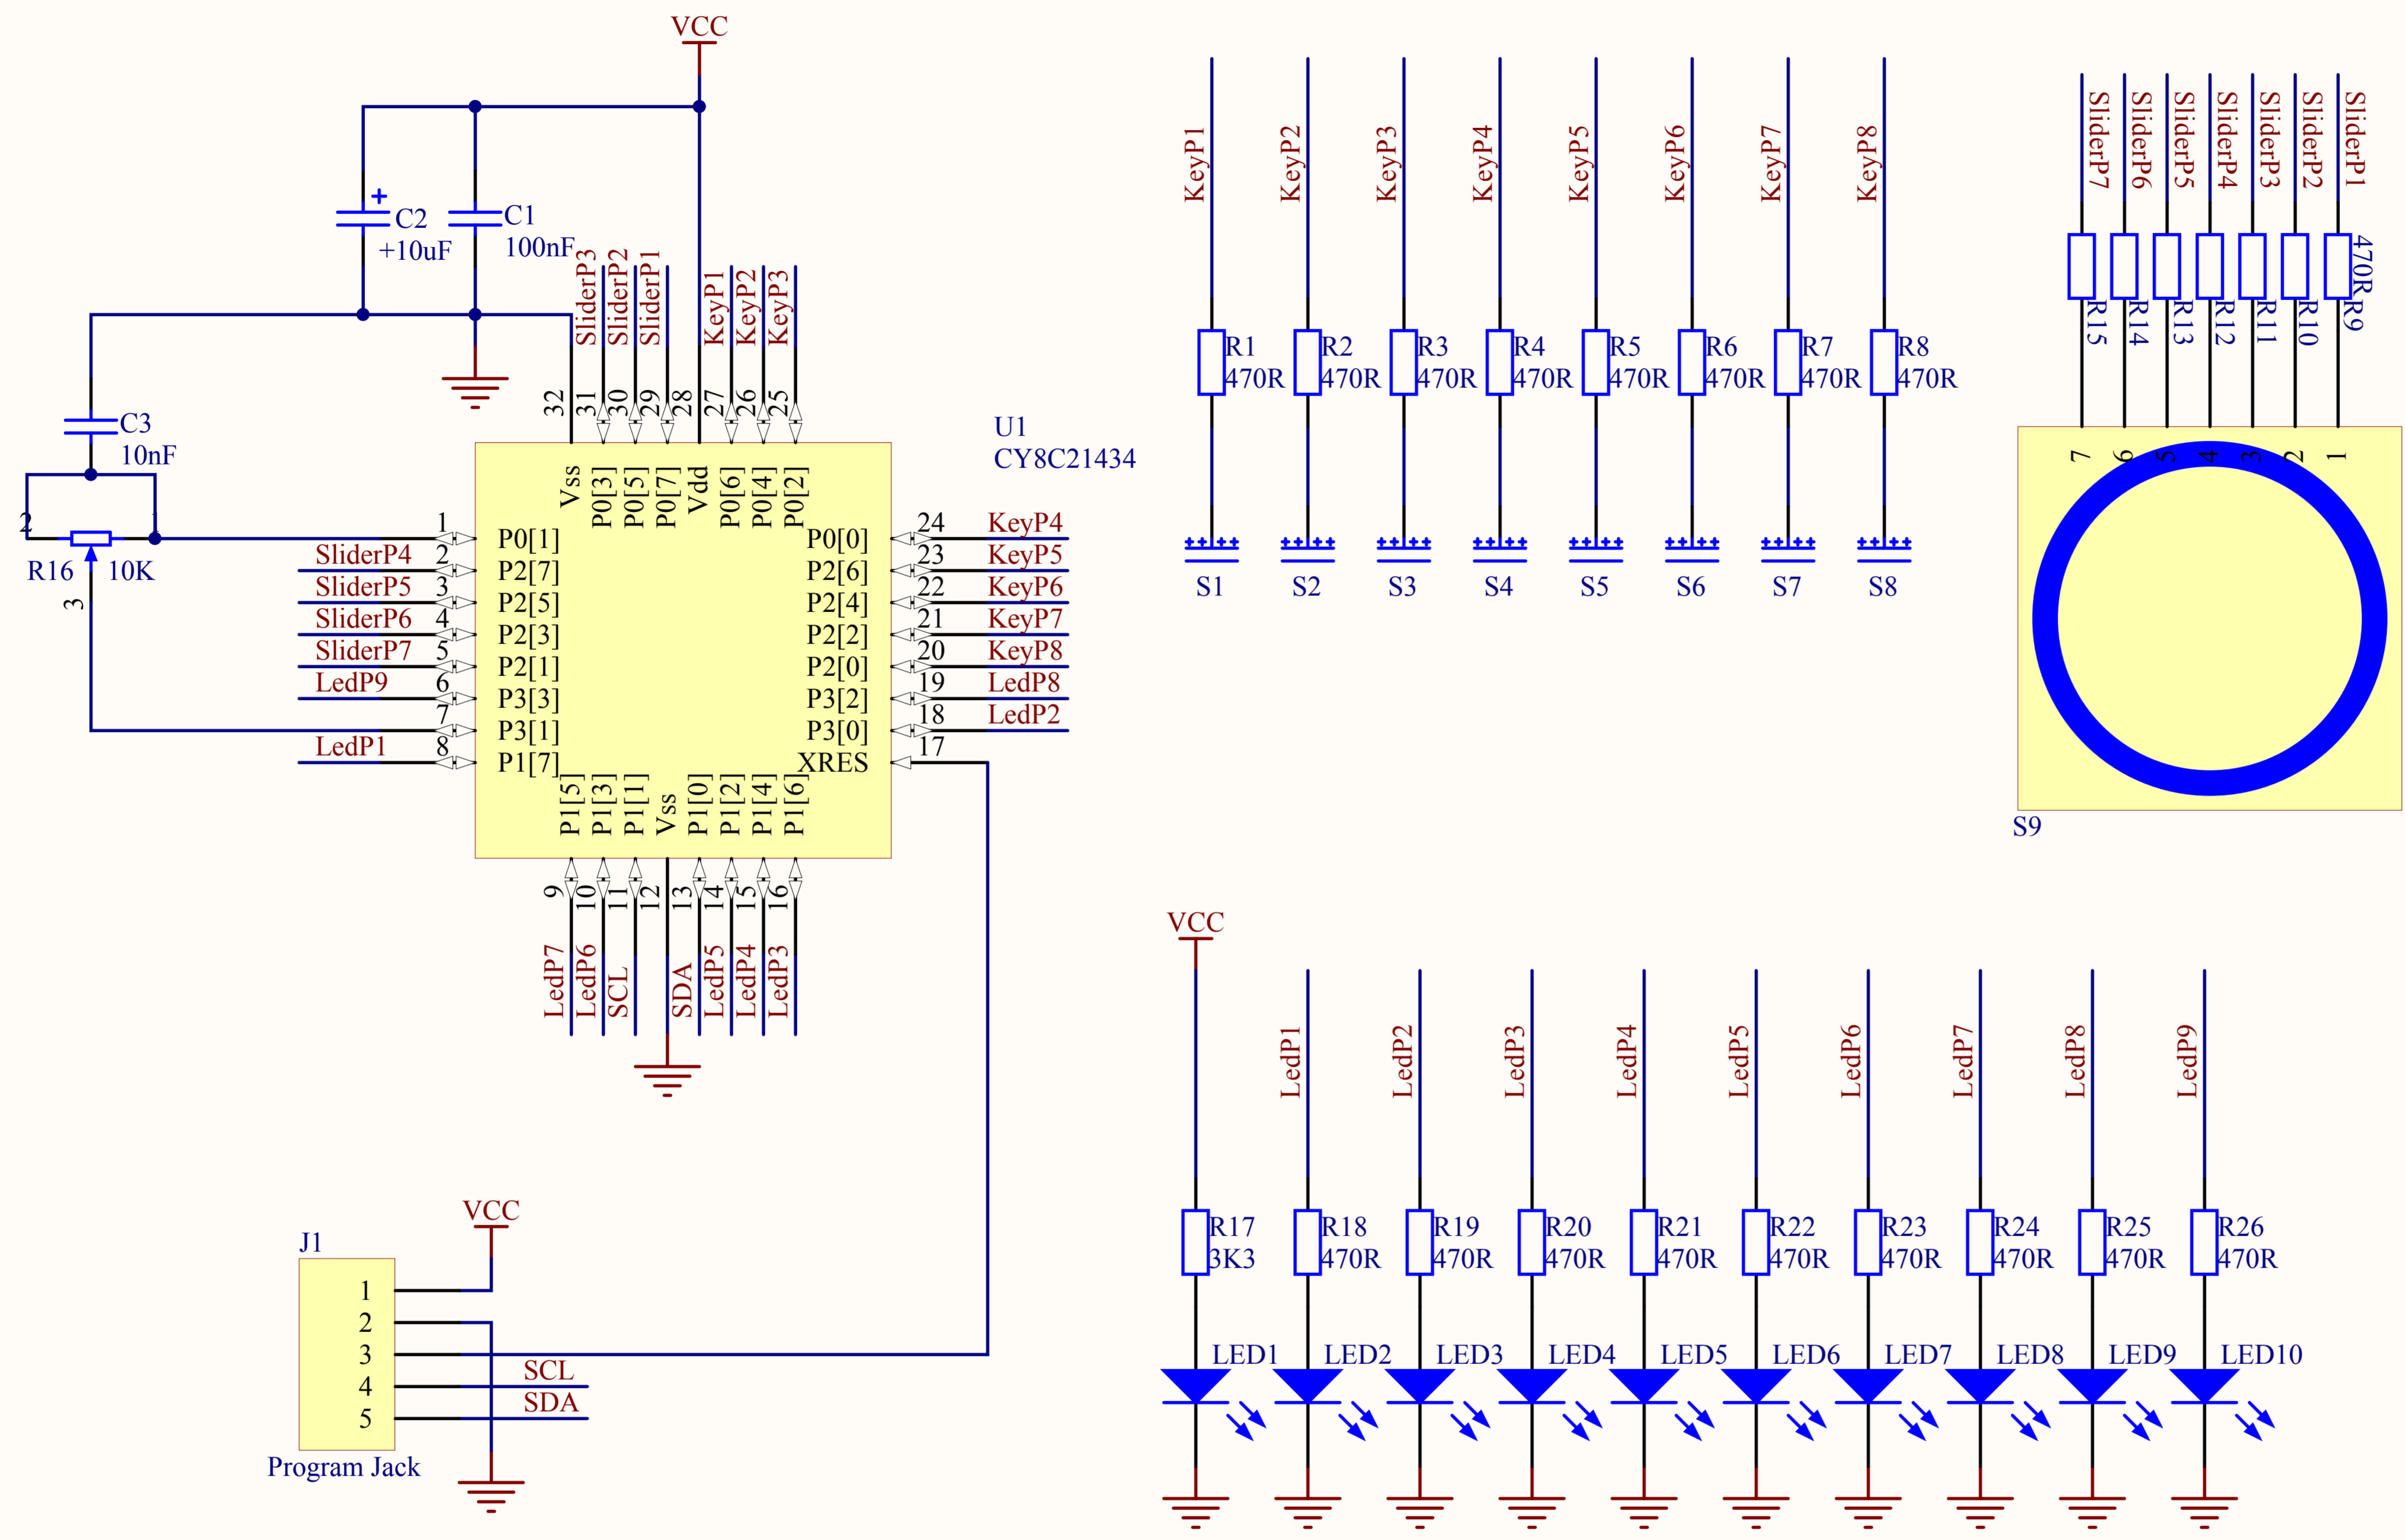 VCC
C2
+10uF
C1
100nF
SliderP3
SliderP2
SliderP1
KeyP1
KeyP2
KeyP3
32
31
30
29
28
27
26
25
C3
10nF
2
1
R16
10K
3
U1
CY8C21434
Vss
P0[3]
P0[5]
P0[7]
Vdd
P0[6]
P0[4]
P0[2]
1 P0[1]
SliderP4 2 P2[7]
SliderP5 3 P2[5]
SliderP6 4 P2[3]
SliderP7 5 P2[1]
LedP9 6 P3[3]
7 P3[1]
LedP1 8 P1[7]
P0[0] 24 KeyP4
P2[6] 23 KeyP5
P2[4] 22 KeyP6
P2[2] 21 KeyP7
P2[0] 20 KeyP8
P3[2] 19 LedP8
P3[0] 18 LedP2
XRES 17
P1[5]
P1[3]
P1[1]
Vss
P1[0]
P1[2]
P1[4]
P1[6]
9
10
11
12
13
14
15
16
LedP7
LedP6
SCL
SDA
LedP5
LedP4
LedP3
J1
VCC
1
2
3
4 SCL
5 SDA
Program Jack
KeyP1
KeyP2
KeyP3
KeyP4
KeyP5
KeyP6
KeyP7
KeyP8
R1
470R
R2
470R
R3
470R
R4
470R
R5
470R
R6
470R
R7
470R
R8
470R
S1
S2
S3
S4
S5
S6
S7
S8
SliderP7
SliderP6
SliderP5
SliderP4
SliderP3
SliderP2
SliderP1
470R
R15
R14
R13
R12
R11
R10
R9
7
6
5
4
3
2
1
S9
VCC
LedP1
LedP2
LedP3
LedP4
LedP5
LedP6
LedP7
LedP8
LedP9
R17
3K3
R18
470R
R19
470R
R20
470R
R21
470R
R22
470R
R23
470R
R24
470R
R25
470R
R26
470R
LED1
LED2
LED3
LED4
LED5
LED6
LED7
LED8
LED9
LED10